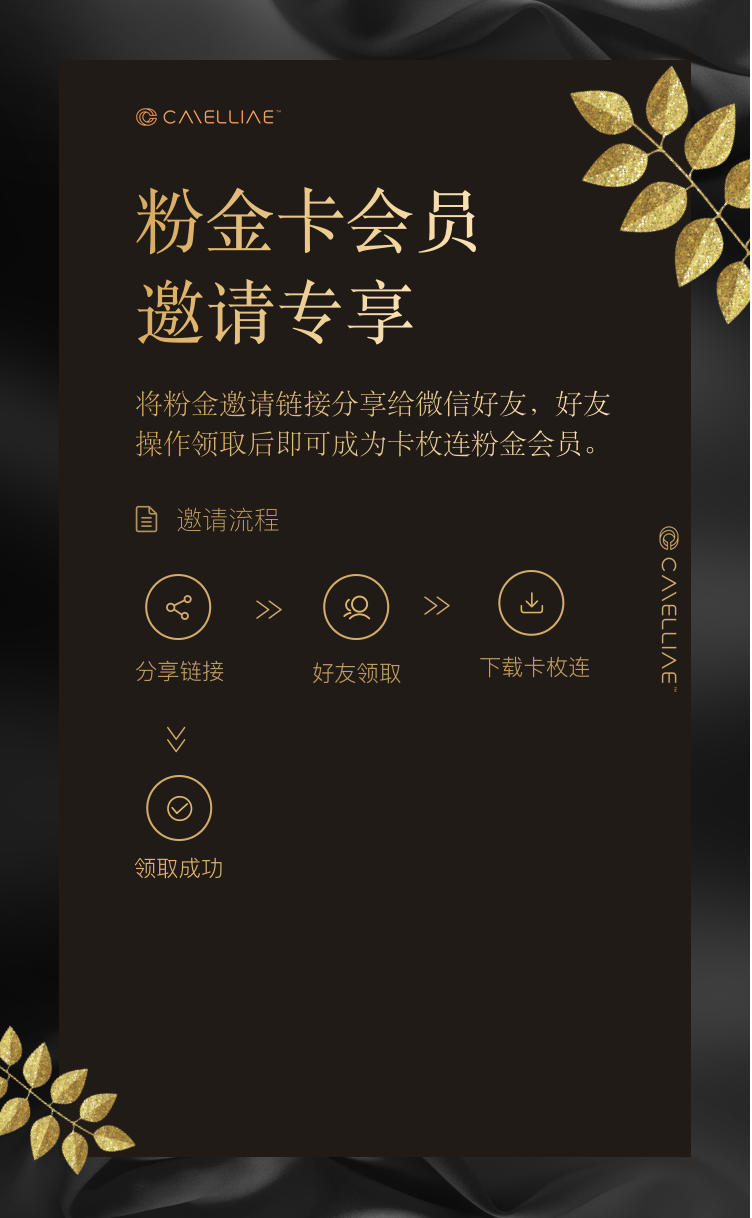 CAMELLIAE™
粉金卡会员
邀请专享
将粉金邀请链接分享给微信好友，好友
操作领取后即可成为卡枚连粉金会员。
邀请流程
分享链接
好友领取
下载卡枚连
领取成功
CAMELLIAE™